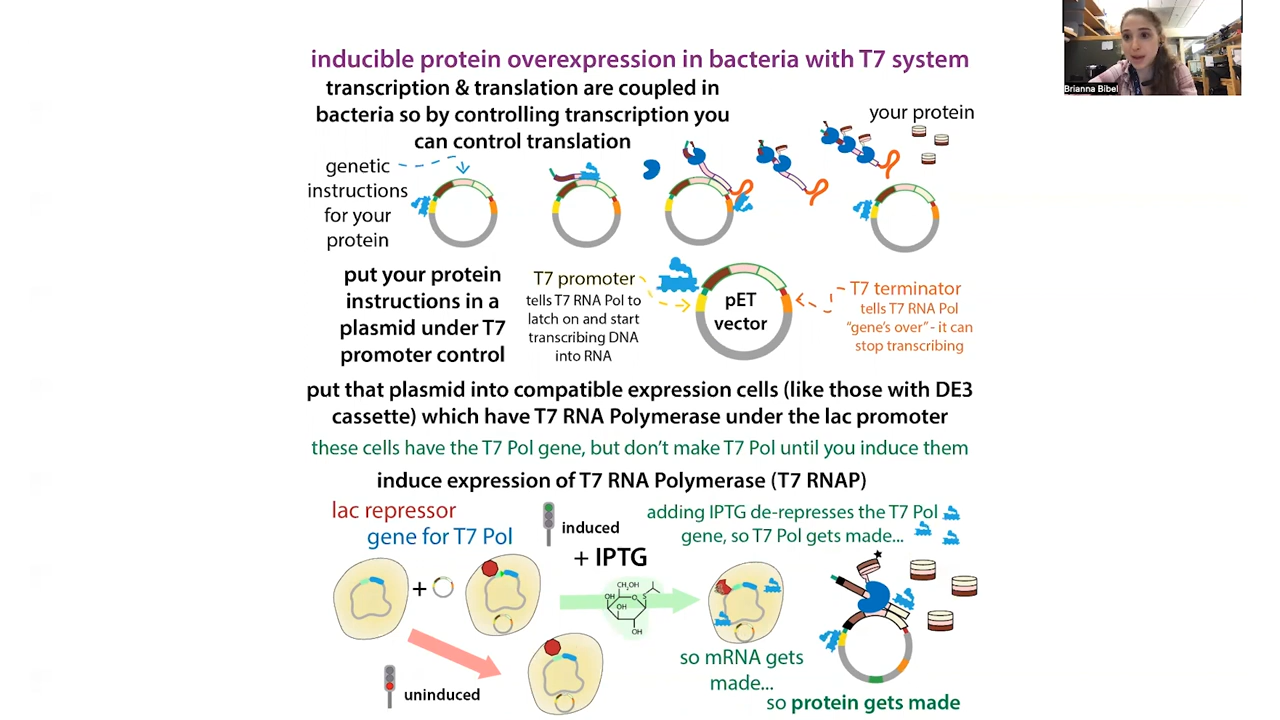 inducible protein overexpression in bacteria with T7 system
transcription & translation are coupled in
bacteria so by controlling transcription you
can control translation
your protein
Brianna Bibel
genetic
instructions
for your
protein
put your protein
instructions in a
plasmid under T7
promoter control
T7 promoter
tells T7 RNA Pol to
latch on and start
transcribing DNA
into RNA
pET
vector
T7 terminator
tells T7 RNA Pol
“gene’s over” - it can
stop transcribing
put that plasmid into compatible expression cells (like those with DE3
cassette) which have T7 RNA Polymerase under the lac promoter
these cells have the T7 Pol gene, but don’t make T7 Pol until you induce them
induce expression of T7 RNA Polymerase (T7 RNAP)
lac repressor
gene for T7 Pol
induced
+ IPTG
adding IPTG de-represses the T7 Pol
gene, so T7 Pol gets made...
+
CH₂OH
OH
O
S
OH
OH
uninduced
so mRNA gets
made...
so protein gets made